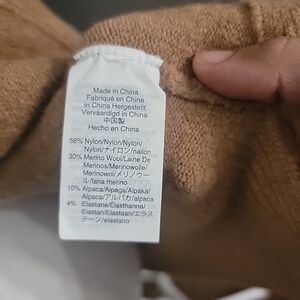 Made in China
Fabriqué en Chine
in China Hergestellt
Vervaardigd in China
中国製
Hecho en China
56% Nylon/Nylon/Nylon/
Nylon/ナイロン/nailon
30% Merino Wool/Laine De
Merinos/Merinowolle/
Merinowol/メリノウー
ル/lana merino
10% Alpaca/Alpaga/Alpaka/
Alpaca/アルパカ/alpaca
4% Elastane/Élasthanne/
Elastan/Elastaan/エラス
テーン/elastano